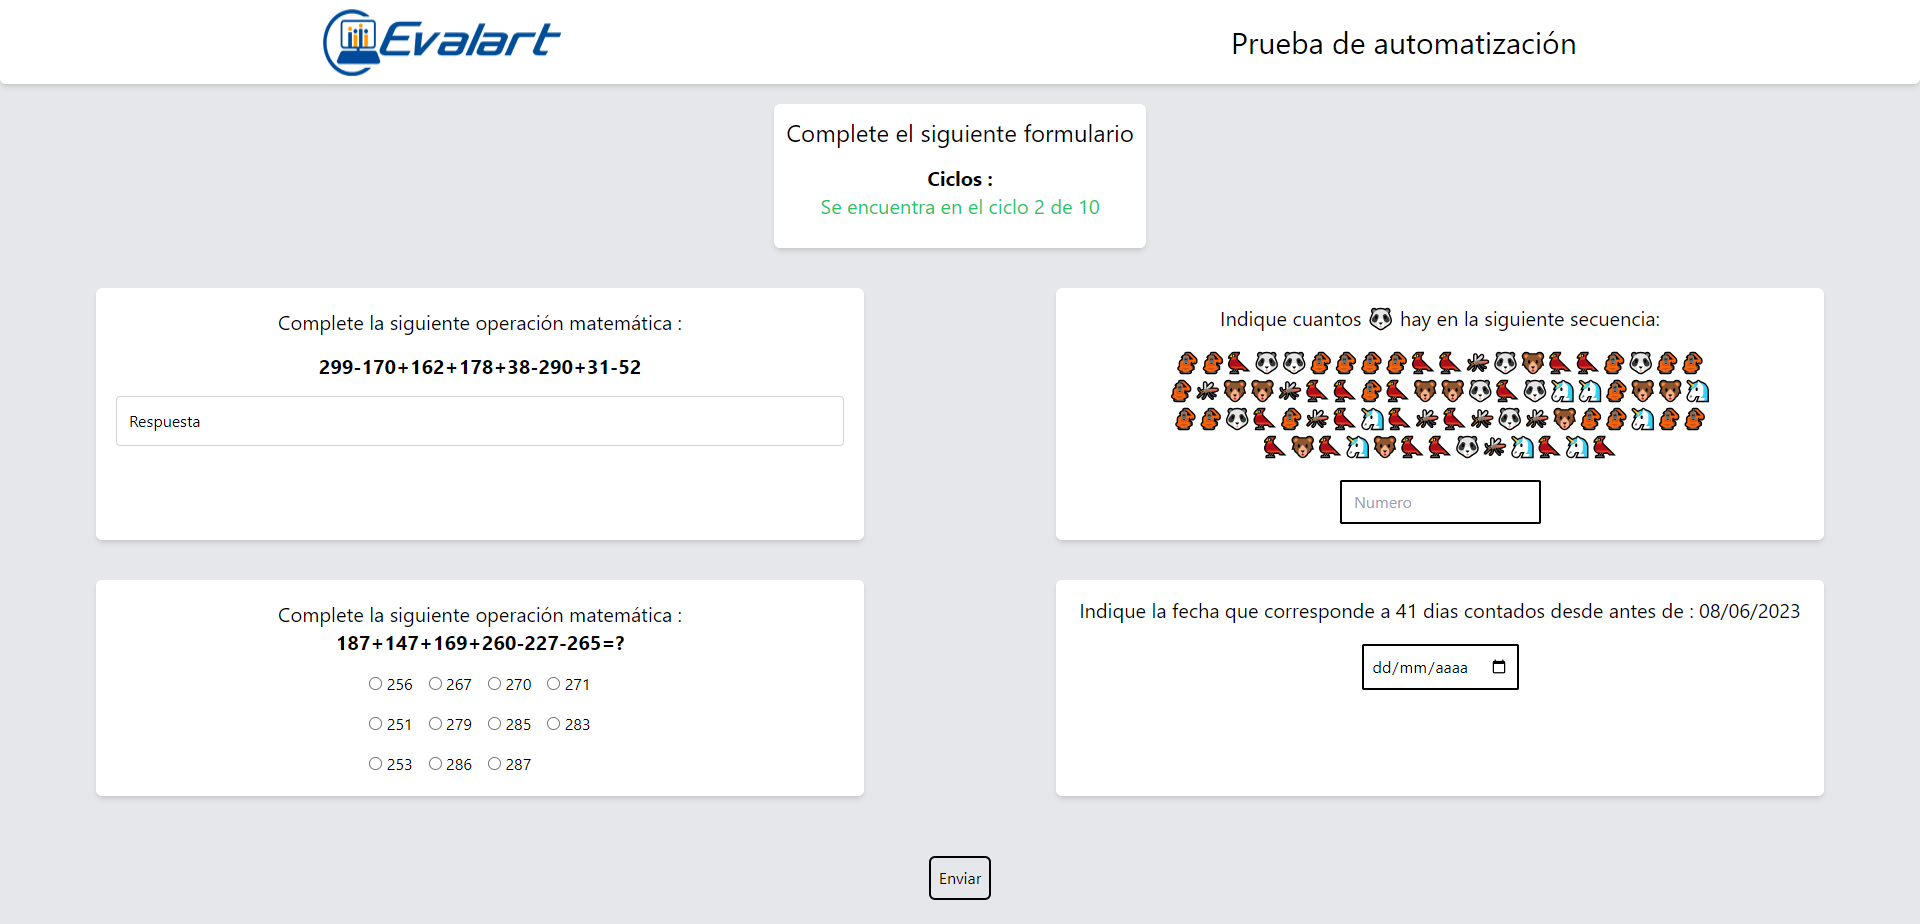 Evalart
Prueba de automatización
Complete el siguiente formulario
Ciclos :
Se encuentra en el ciclo 2 de 10
Complete la siguiente operación matemática :
299-170+162+178+38-290+31-52
Respuesta
Indique cuantos 🐼 hay en la siguiente secuencia:
Numero
Complete la siguiente operación matemática :
187+147+169+260-227-265=?
256 267 270 271
251 279 285 283
253 286 287
Indique la fecha que corresponde a 41 dias contados desde antes de : 08/06/2023
dd/mm/aaaa
Enviar